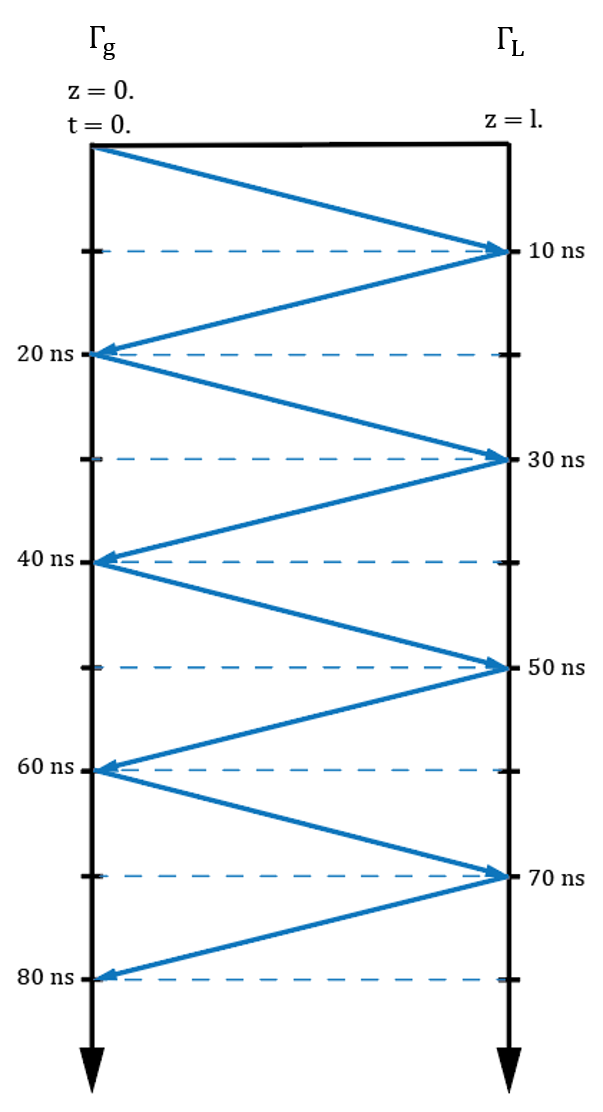 Γg
ΓL
z = 0.
t = 0.
z = l.
10 ns
20 ns
30 ns
40 ns
50 ns
60 ns
70 ns
80 ns